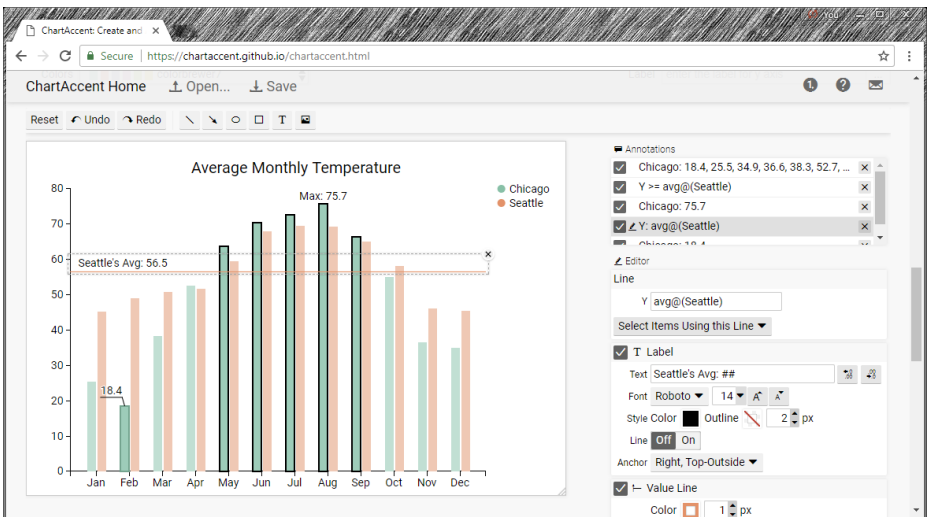 You
ChartAccent: Create and
Secure https://chartaccent.github.io/chartaccent.html
ChartAccent Home Open... Save
Reset Undo Redo T
Average Monthly Temperature
Chicago
Seattle
Max: 75.7
Seattle's Avg: 56.5
18.4
80
70
60
50
40
30
20
10
0
Jan Feb Mar Apr May Jun Jul Aug Sep Oct Nov Dec
Annotations
Chicago: 18.4, 25.5, 34.9, 36.6, 38.3, 52.7, ...
Y >= avg@(Seattle)
Chicago: 75.7
Y: avg@(Seattle)
Chicago: 18.4
Editor
Line
Y avg@(Seattle)
Select Items Using this Line
T Label
Text Seattle's Avg: ##
Font Roboto 14 A A
Style Color Outline 2 px
Line Off On
Anchor Right, Top-Outside
Value Line
Color 1 px